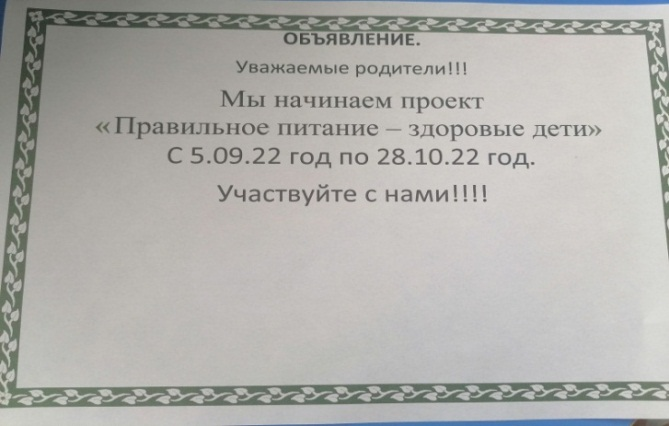 ОБЪЯВЛЕНИЕ.
Уважаемые родители!!!
Мы начинаем проект
«Правильное питание – здоровые дети»
С 5.09.22 год по 28.10.22 год.
Участвуйте с нами!!!!